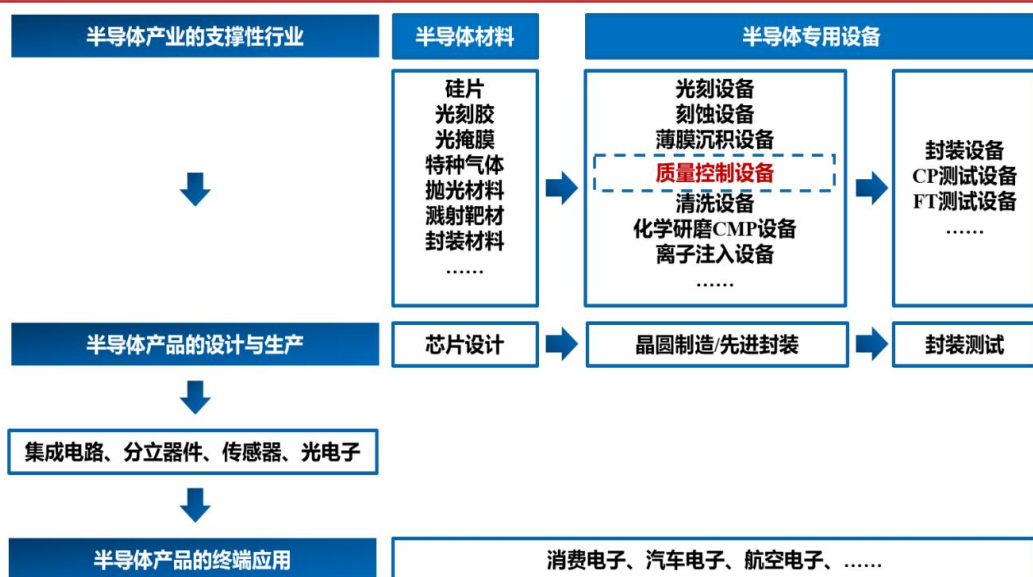 半导体产业的支撑性行业
半导体材料
半导体专用设备
硅片
光刻胶
光掩膜
特种气体
抛光材料
溅射靶材
封装材料
……
光刻设备
刻蚀设备
薄膜沉积设备
质量控制设备
清洗设备
化学研磨CMP设备
离子注入设备
……
封装设备
CP测试设备
FT测试设备
……
半导体产品的设计与生产
芯片设计
晶圆制造/先进封装
封装测试
集成电路、分立器件、传感器、光电子
半导体产品的终端应用
消费电子、汽车电子、航空电子、……